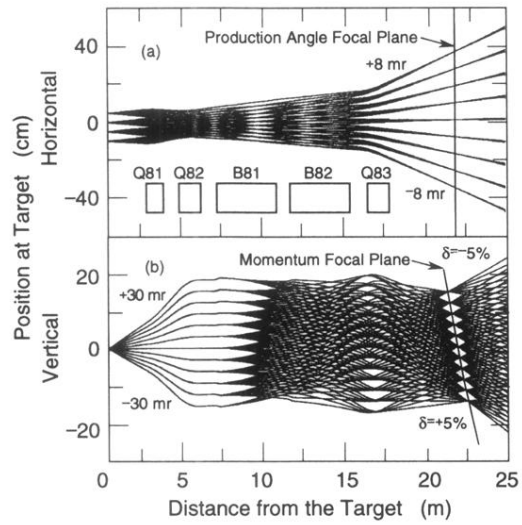 Position at Target (cm)
Horizontal
Vertical
40
0
-40
(a)
Production Angle Focal Plane
+8 mr
Q81
Q82
B81
B82
Q83
−8 mr
20
0
-20
(b)
Momentum Focal Plane
δ=−5%
+30 mr
−30 mr
δ=+5%
0
5
10
15
20
25
Distance from the Target (m)